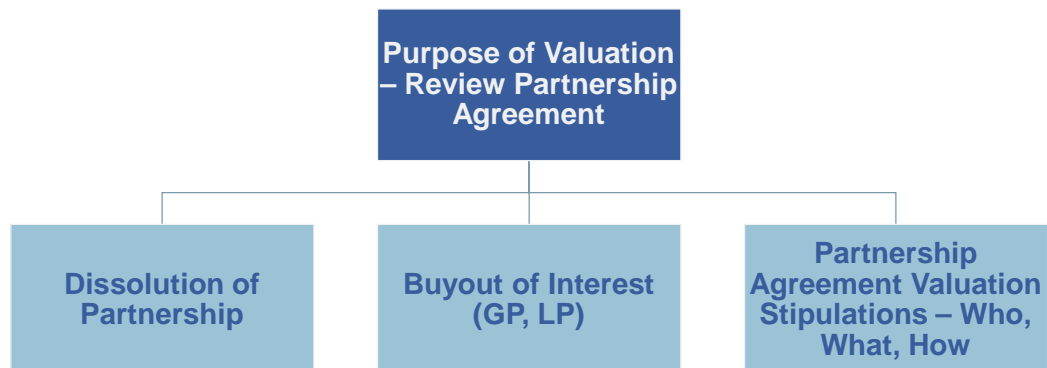 Purpose of Valuation
– Review Partnership
Agreement
Dissolution of
Partnership
Buyout of Interest
(GP, LP)
Partnership
Agreement Valuation
Stipulations – Who,
What, How